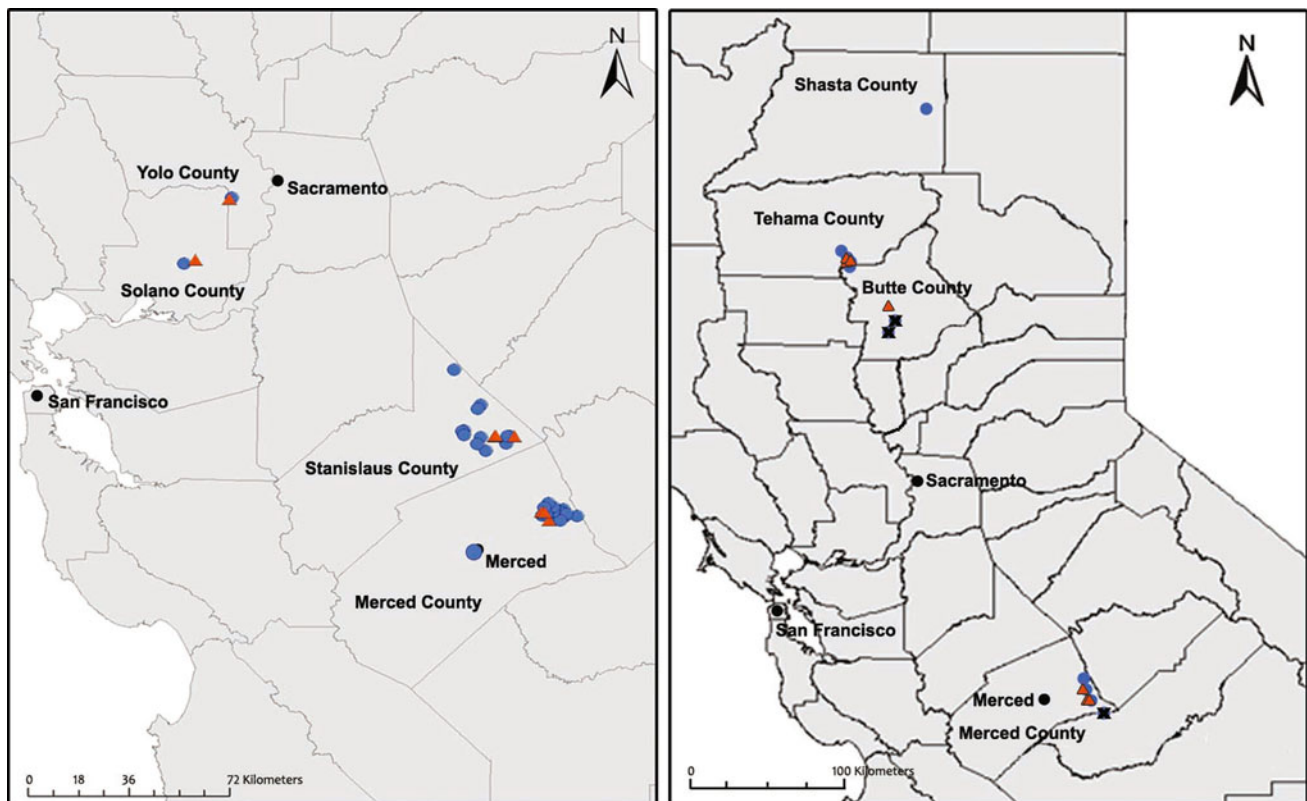 N
Yolo County
Sacramento
Solano County
San Francisco
Stanislaus County
Merced
Merced County
0 18 36 72 Kilometers
N
Shasta County
Tehama County
Butte County
Sacramento
San Francisco
Merced
Merced County
0 100 Kilometers